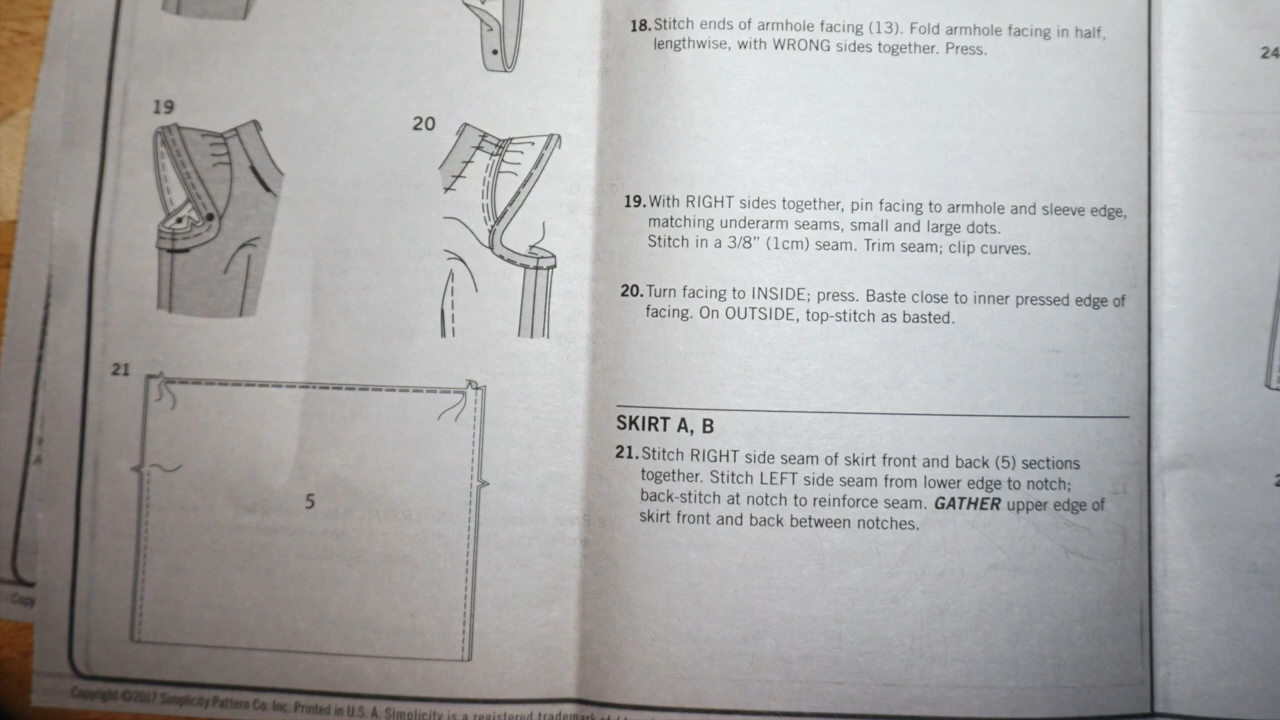 18. Stitch ends of armhole facing (13). Fold armhole facing in half,
lengthwise, with WRONG sides together. Press.
24
19
20
19. With RIGHT sides together, pin facing to armhole and sleeve edge,
matching underarm seams, small and large dots.
Stitch in a 3/8" (1cm) seam. Trim seam; clip curves.
20. Turn facing to INSIDE; press. Baste close to inner pressed edge of
facing. On OUTSIDE, top-stitch as basted.
21
5
SKIRT A, B
21. Stitch RIGHT side seam of skirt front and back (5) sections
together. Stitch LEFT side seam from lower edge to notch;
back-stitch at notch to reinforce seam. GATHER upper edge of
skirt front and back between notches.
2
Copy
Copyright ©2017 Simplicity Pattern Co. Inc. Printed in U.S. A. Simplicity is a registered trademark of